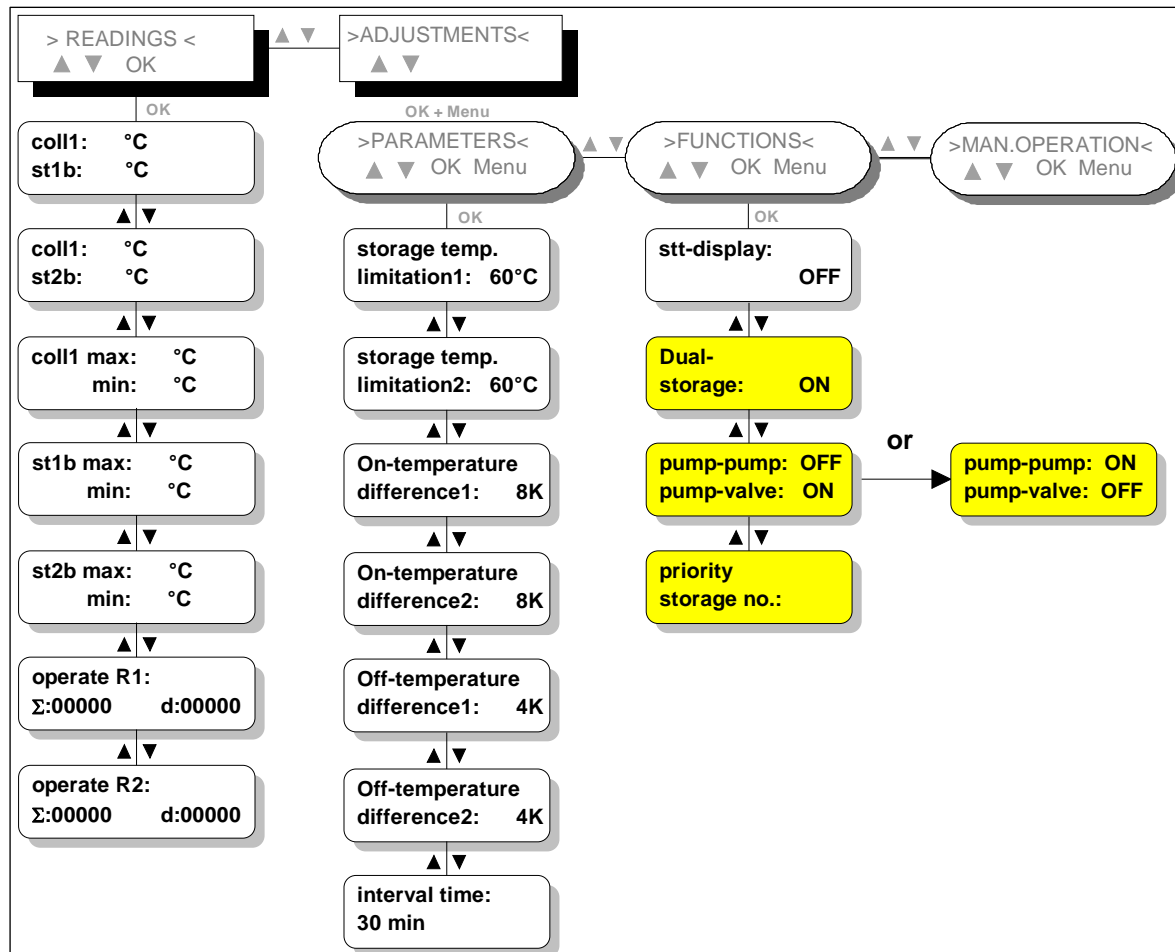 > READINGS <
▲ ▼ OK
▲ ▼
>ADJUSTMENTS<
▲ ▼
OK
coll1: °C
st1b: °C
▲ ▼
coll1: °C
st2b: °C
▲ ▼
coll1 max: °C
min: °C
▲ ▼
st1b max: °C
min: °C
▲ ▼
st2b max: °C
min: °C
▲ ▼
operate R1:
Σ:00000 d:00000
▲ ▼
operate R2:
Σ:00000 d:00000
OK + Menu
>PARAMETERS<
▲ ▼ OK Menu
OK
storage temp.
limitation1: 60°C
▲ ▼
storage temp.
limitation2: 60°C
▲ ▼
On-temperature
difference1: 8K
▲ ▼
On-temperature
difference2: 8K
▲ ▼
Off-temperature
difference1: 4K
▲ ▼
Off-temperature
difference2: 4K
▲ ▼
interval time:
30 min
▲ ▼
>FUNCTIONS<
▲ ▼ OK Menu
OK
stt-display:
OFF
▲ ▼
Dual-
storage: ON
▲ ▼
pump-pump: OFF
pump-valve: ON
▲ ▼
priority
storage no.:
or
pump-pump: ON
pump-valve: OFF
▲ ▼
>MAN.OPERATION<
▲ ▼ OK Menu